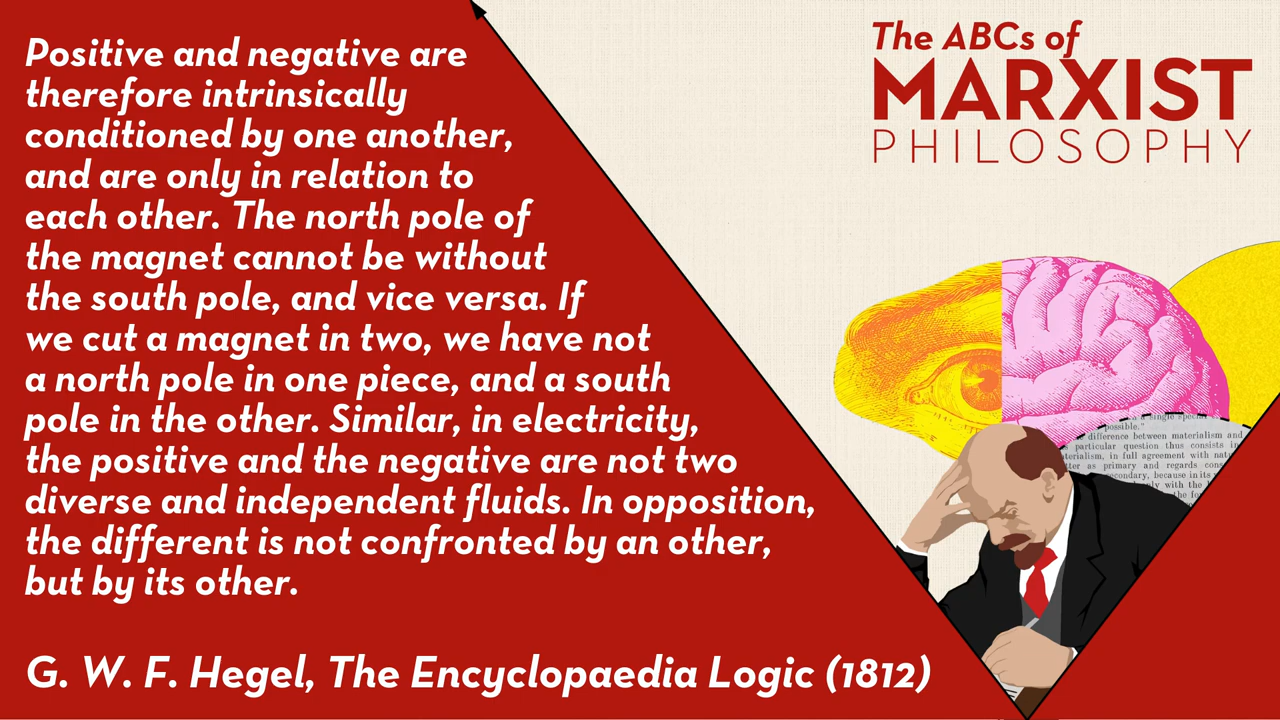 Positive and negative are
therefore intrinsically
conditioned by one another,
and are only in relation to
each other. The north pole of
the magnet cannot be without
the south pole, and vice versa. If
we cut a magnet in two, we have not
a north pole in one piece, and a south
pole in the other. Similar, in electricity,
the positive and the negative are not two
diverse and independent fluids. In opposition,
the different is not confronted by an other,
but by its other.
G. W. F. Hegel, The Encyclopaedia Logic (1812)
The ABCs of
MARXIST
PHILOSOPHY
a single
possible."
difference between materialism and
particular question thus consists in
in full agreement with
as primary and regards
because in its
with the